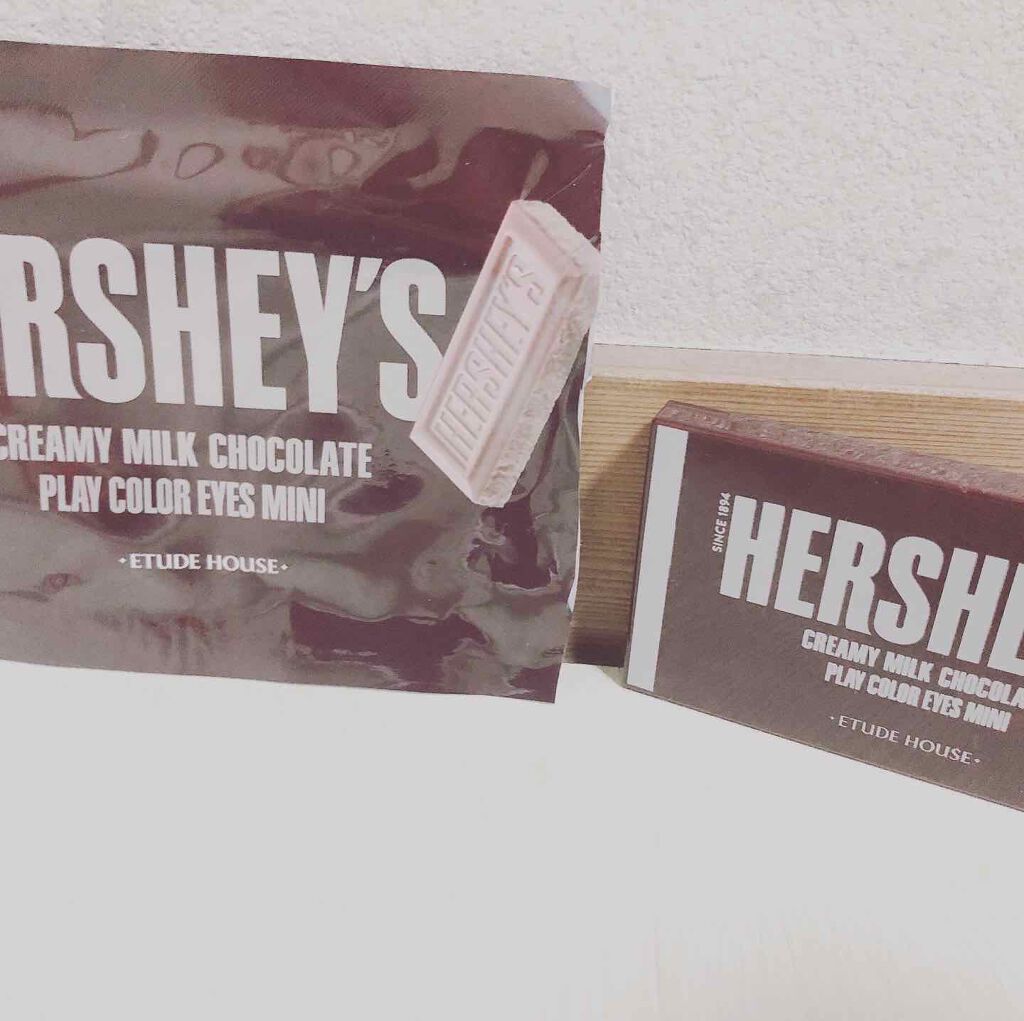 RSHEY'S
CREAMY MILK CHOCOLATE
PLAY COLOR EYES MINI
·ETUDE HOUSE·
HERSHEY'S
SINCE 1894
HERSHE
CREAMY MILK CHOCOLA
PLAY COLOR EYES MINI
·ETUDE HOUSE·